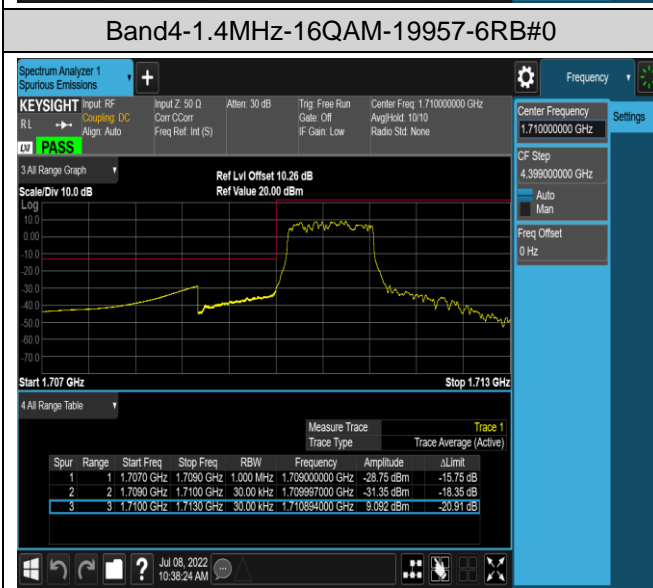 Band4-1.4MHz-16QAM-19957-6RB#0
Spectrum Analyzer 1
Spurious Emissions
+
Frequency
KEYSIGHT Input: RF Input Z: 50 Ω Atten: 30 dB Trig: Free Run Center Freq: 1.710000000 GHz
RL Coupling: DC Corr CCorr Gate: Off Avg|Hold: 10/10
Align: Auto Freq Ref: Int (S) IF Gain: Low Radio Std: None
LXI PASS
Center Frequency
1.710000000 GHz
Settings
CF Step
4.399000000 GHz
Auto
Man
Freq Offset
0 Hz
3 All Range Graph
Ref Lvl Offset 10.26 dB
Scale/Div 10.0 dB Ref Value 20.00 dBm
Log
10.0
0.00
-10.0
-20.0
-30.0
-40.0
-50.0
-60.0
-70.0
Start 1.707 GHz Stop 1.713 GHz
4 All Range Table
Measure Trace Trace 1
Trace Type Trace Average (Active)
Spur Range Start Freq Stop Freq RBW Frequency Amplitude ΔLimit
1 1 1.7070 GHz 1.7090 GHz 1.000 MHz 1.709000000 GHz -28.75 dBm -15.75 dB
2 2 1.7090 GHz 1.7100 GHz 30.00 kHz 1.709997000 GHz -31.35 dBm -18.35 dB
3 3 1.7100 GHz 1.7130 GHz 30.00 kHz 1.710894000 GHz 9.092 dBm -20.91 dB
? Jul 08, 2022
10:38:24 AM